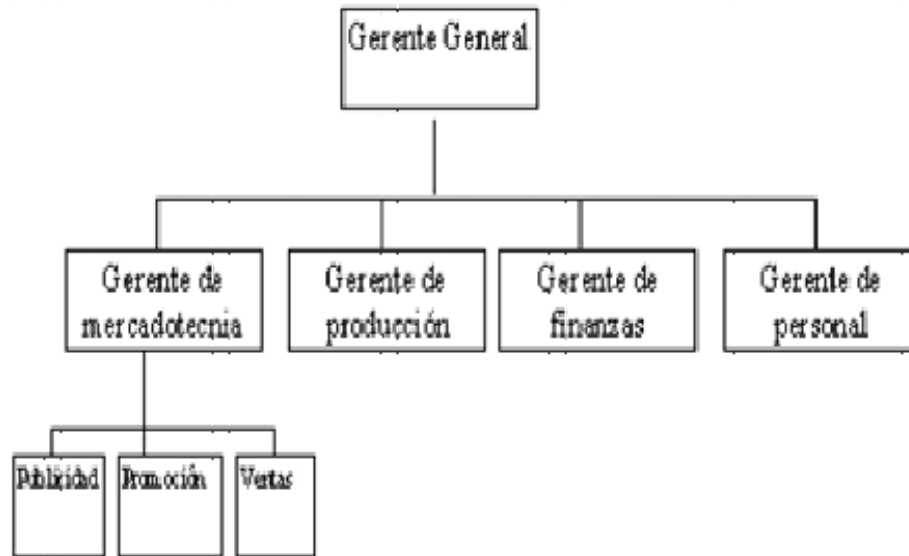 Gerente General
Gerente de
mercadotecnia
Gerente de
producción
Gerente de
finanzas
Gerente de
personal
Publicidad
Promoción
Ventas